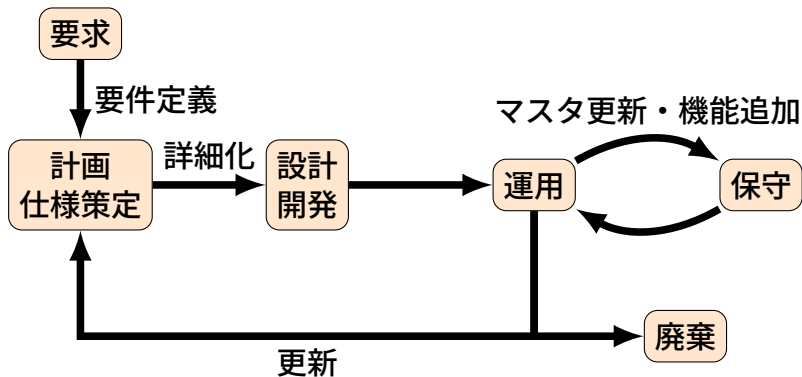 要求
要件定義
マスタ更新・機能追加
計画
仕様策定
詳細化
設計
開発
運用
保守
廃棄
更新